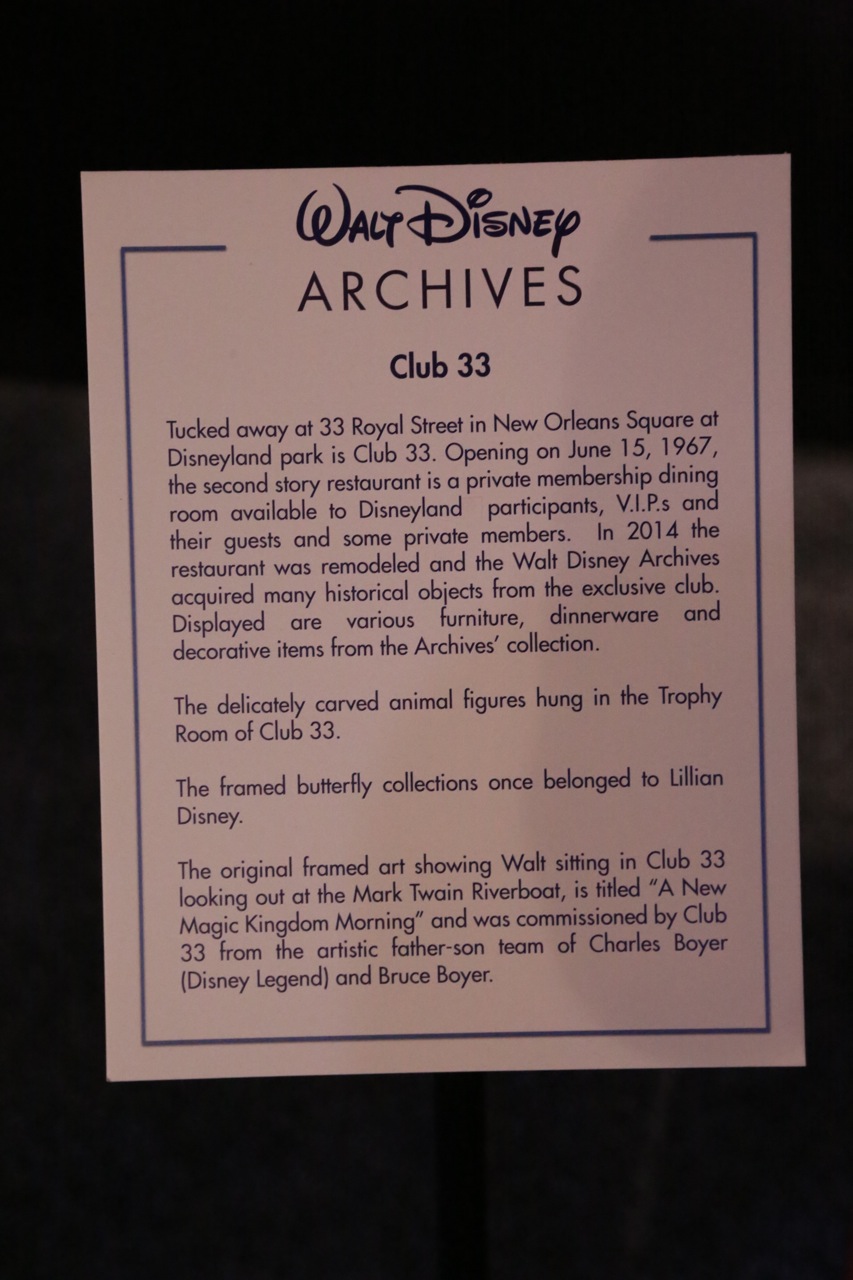 WALT DISNEY
ARCHIVES
Club 33
Tucked away at 33 Royal Street in New Orleans Square at
Disneyland park is Club 33. Opening on June 15, 1967,
the second story restaurant is a private membership dining
room available to Disneyland participants, V.I.P.s and
their guests and some private members. In 2014 the
restaurant was remodeled and the Walt Disney Archives
acquired many historical objects from the exclusive club.
Displayed are various furniture, dinnerware and
decorative items from the Archives’ collection.
The delicately carved animal figures hung in the Trophy
Room of Club 33.
The framed butterfly collections once belonged to Lillian
Disney.
The original framed art showing Walt sitting in Club 33
looking out at the Mark Twain Riverboat, is titled “A New
Magic Kingdom Morning” and was commissioned by Club
33 from the artistic father-son team of Charles Boyer
(Disney Legend) and Bruce Boyer.